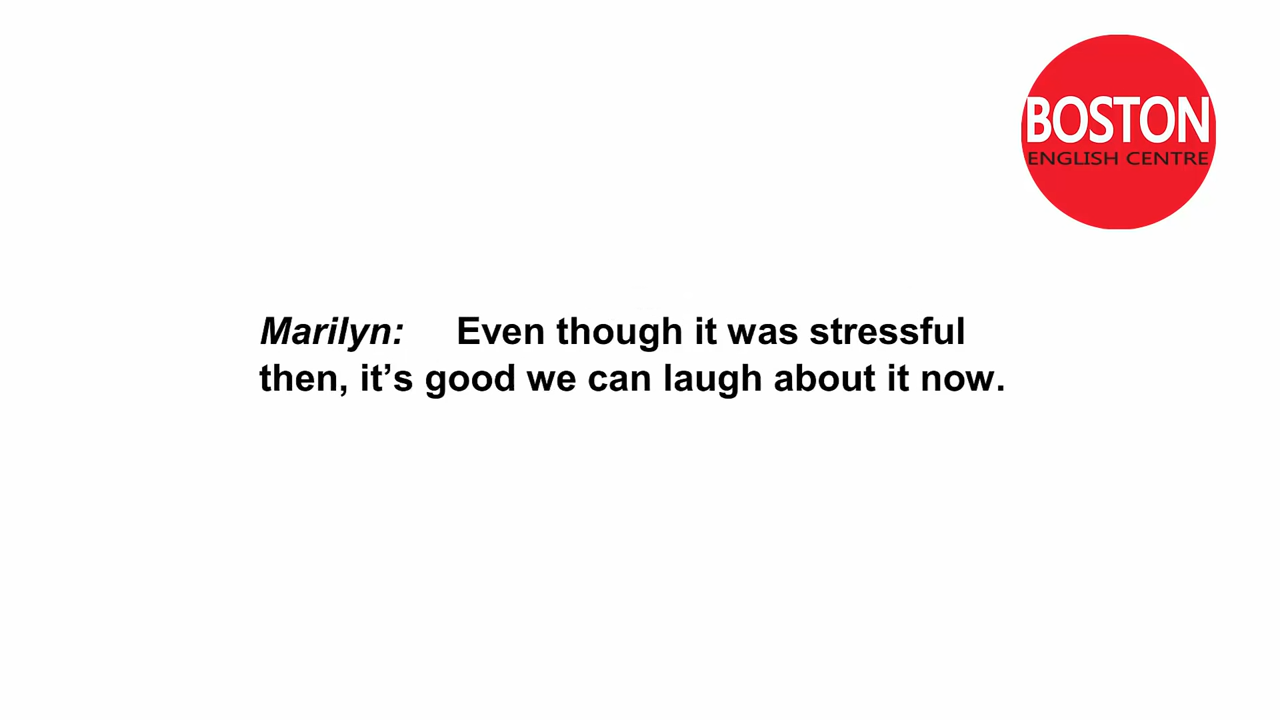 BOSTON
ENGLISH CENTRE
Marilyn: Even though it was stressful
then, it’s good we can laugh about it now.